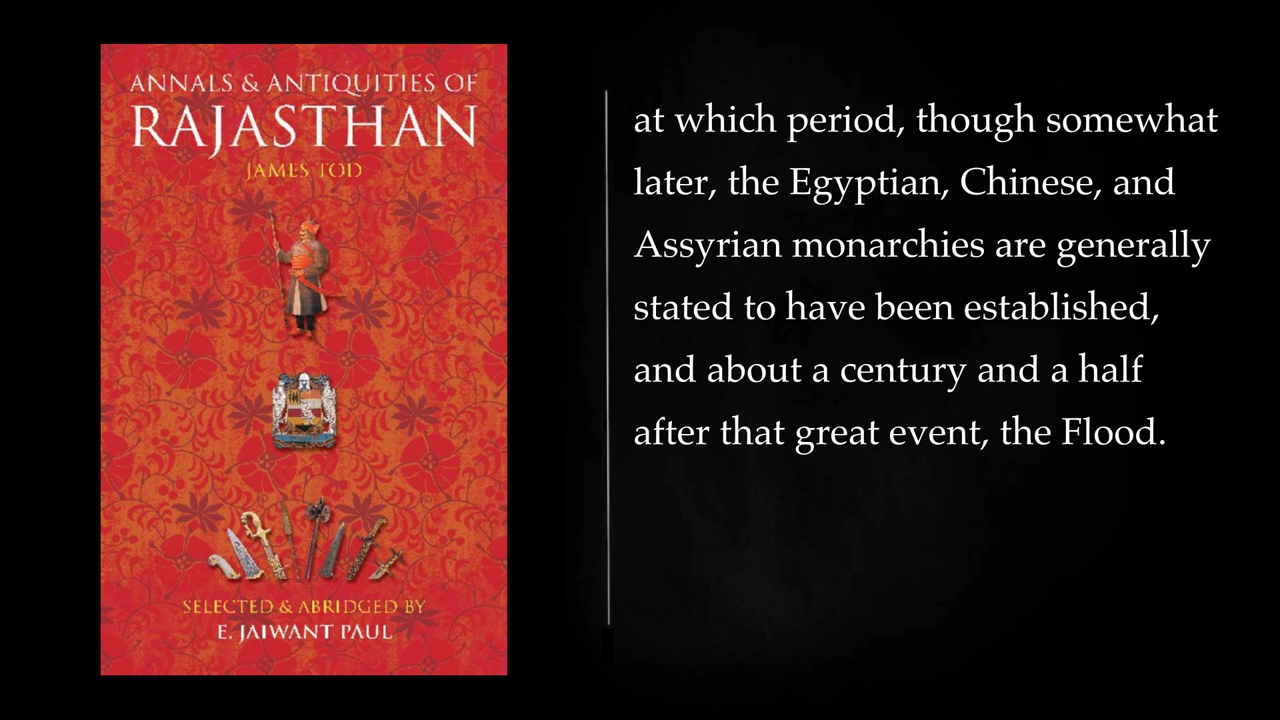 ANNALS & ANTIQUITIES OF
RAJASTHAN
JAMES TOD
SELECTED & ABRIDGED BY
E. JAIWANT PAUL
at which period, though somewhat
later, the Egyptian, Chinese, and
Assyrian monarchies are generally
stated to have been established,
and about a century and a half
after that great event, the Flood.